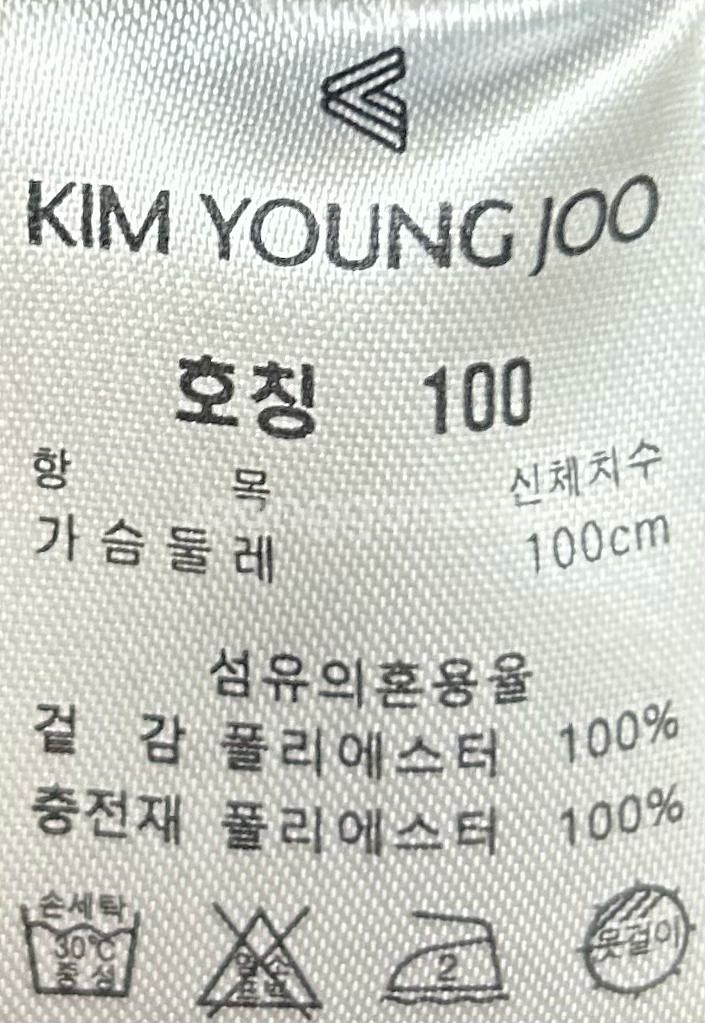 KIM YOUNG JOO
호칭 100
항 목 신체치수
가슴둘레 100cm
섬유의혼용율
겉 감 폴리에스터 100%
충전재 폴리에스터 100%
손세탁
30℃
중성
2
옷걸이